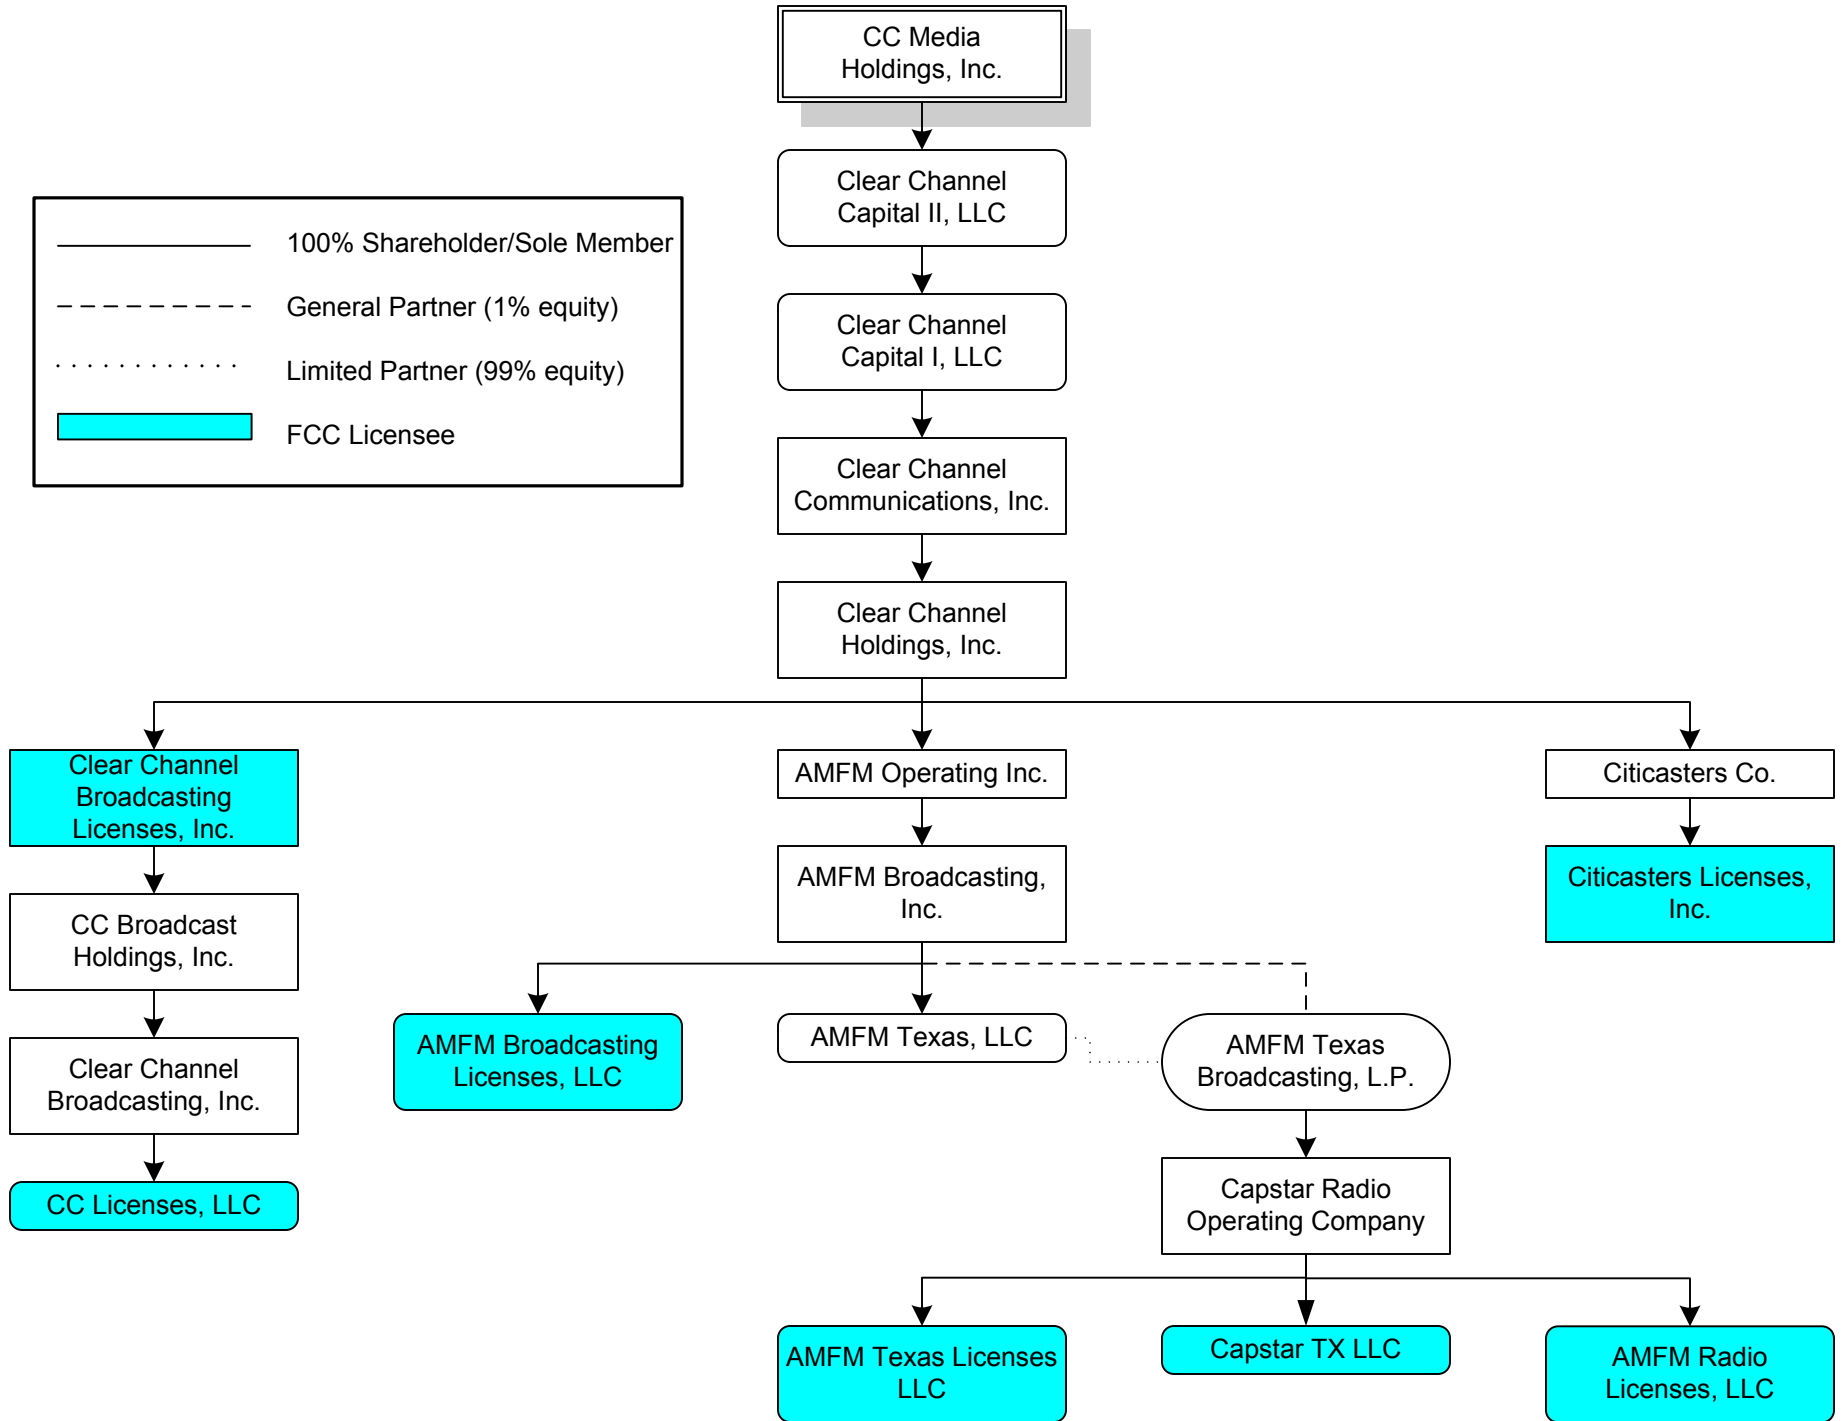 CC Media
Holdings, Inc.
Clear Channel
Capital II, LLC
100% Shareholder/Sole Member
General Partner (1% equity)
Limited Partner (99% equity)
FCC Licensee
Clear Channel
Capital I, LLC
Clear Channel
Communications, Inc.
Clear Channel
Holdings, Inc.
Clear Channel
Broadcasting
Licenses, Inc.
AMFM Operating Inc.
Citicasters Co.
CC Broadcast
Holdings, Inc.
AMFM Broadcasting,
Inc.
Citicasters Licenses,
Inc.
Clear Channel
Broadcasting, Inc.
AMFM Broadcasting
Licenses, LLC
AMFM Texas, LLC
AMFM Texas
Broadcasting, L.P.
CC Licenses, LLC
Capstar Radio
Operating Company
AMFM Texas Licenses
LLC
Capstar TX LLC
AMFM Radio
Licenses, LLC